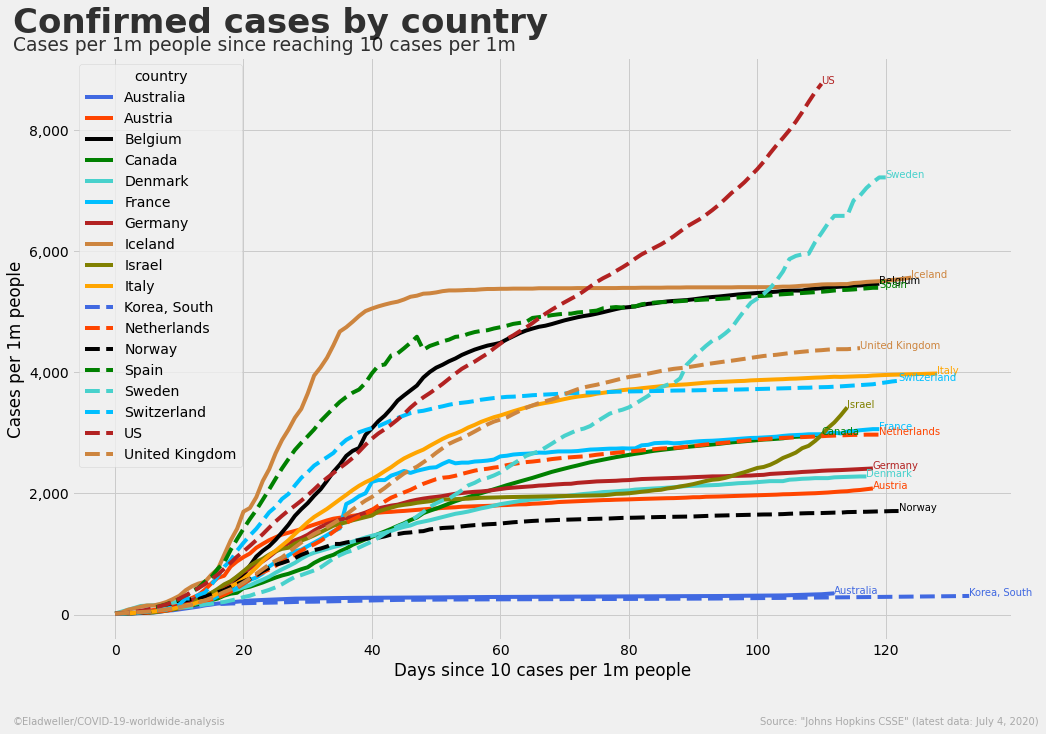 Confirmed cases by country
Cases per 1m people since reaching 10 cases per 1m
country
Australia
Austria
Belgium
Canada
Denmark
France
Germany
Iceland
Israel
Italy
Korea, South
Netherlands
Norway
Spain
Sweden
Switzerland
US
United Kingdom
Cases per 1m people
8,000
6,000
4,000
2,000
0
US
Sweden
Iceland
Belgium
Spain
United Kingdom
Italy
Switzerland
Israel
France
Canada
Netherlands
Germany
Denmark
Austria
Norway
Australia
Korea, South
0 20 40 60 80 100 120
Days since 10 cases per 1m people
©Eladweller/COVID-19-worldwide-analysis
Source: "Johns Hopkins CSSE" (latest data: July 4, 2020)